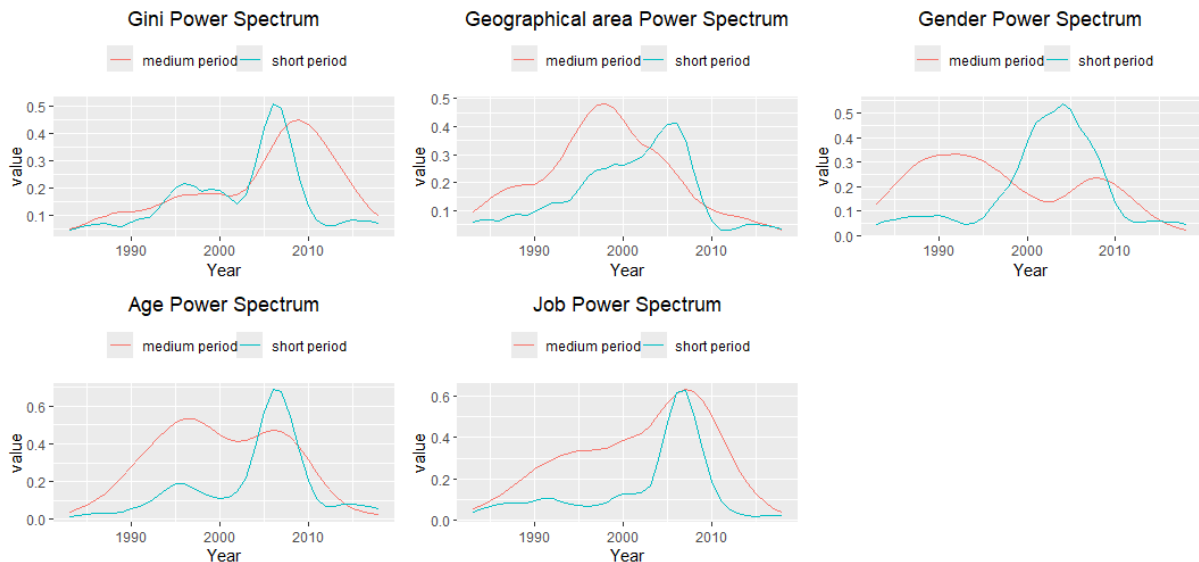 Gini Power Spectrum
medium period short period
value
0.5
0.4
0.3
0.2
0.1
1990 2000 2010
Year
Geographical area Power Spectrum
medium period short period
value
0.5
0.4
0.3
0.2
0.1
1990 2000 2010
Year
Gender Power Spectrum
medium period short period
value
0.5
0.4
0.3
0.2
0.1
0.0
1990 2000 2010
Year
Age Power Spectrum
medium period short period
value
0.6
0.4
0.2
0.0
1990 2000 2010
Year
Job Power Spectrum
medium period short period
value
0.6
0.4
0.2
0.0
1990 2000 2010
Year